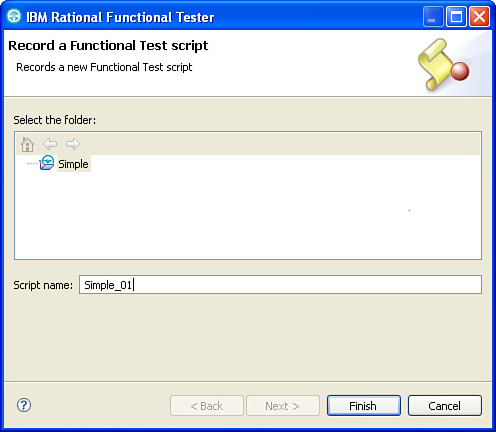 IBM Rational Functional Tester
Record a Functional Test script
Records a new Functional Test script
Select the folder:
Simple
Script name: Simple_01
? < Back Next > Finish Cancel